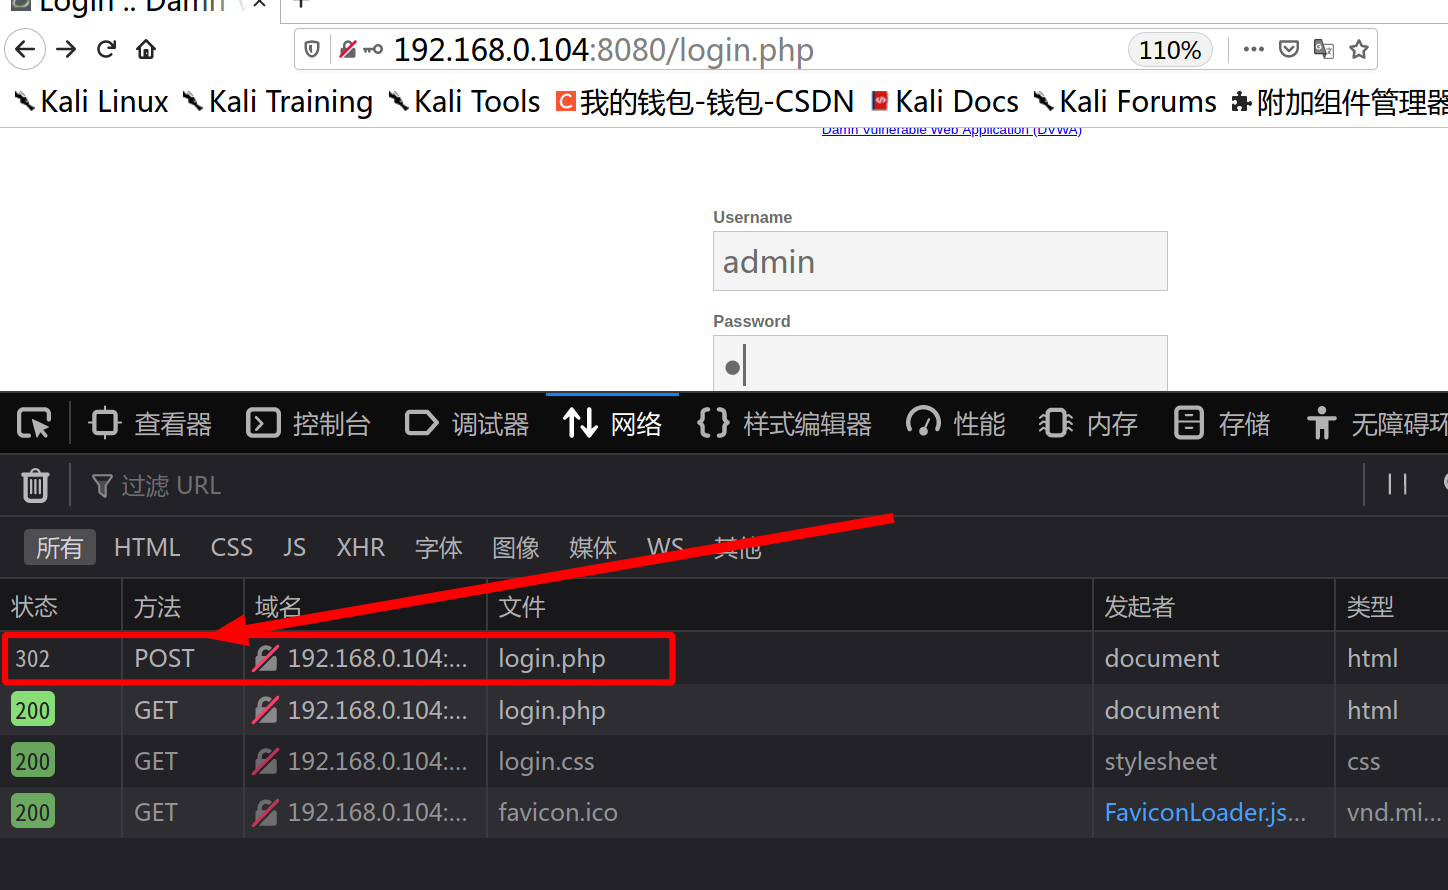 Login :: Damn
192.168.0.104:8080/login.php 110%
Kali Linux Kali Training Kali Tools 我的钱包-钱包-CSDN Kali Docs Kali Forums 附加组件管理器
Damn Vulnerable Web Application (DVWA)
Username
admin
Password
查看器 控制台 调试器 网络 样式编辑器 性能 内存 存储 无障碍环
过滤 URL
所有 HTML CSS JS XHR 字体 图像 媒体 WS 其他
状态 方法 域名 文件 发起者 类型
302 POST 192.168.0.104:... login.php document html
200 GET 192.168.0.104:... login.php document html
200 GET 192.168.0.104:... login.css stylesheet css
200 GET 192.168.0.104:... favicon.ico FaviconLoader.js... vnd.mi...